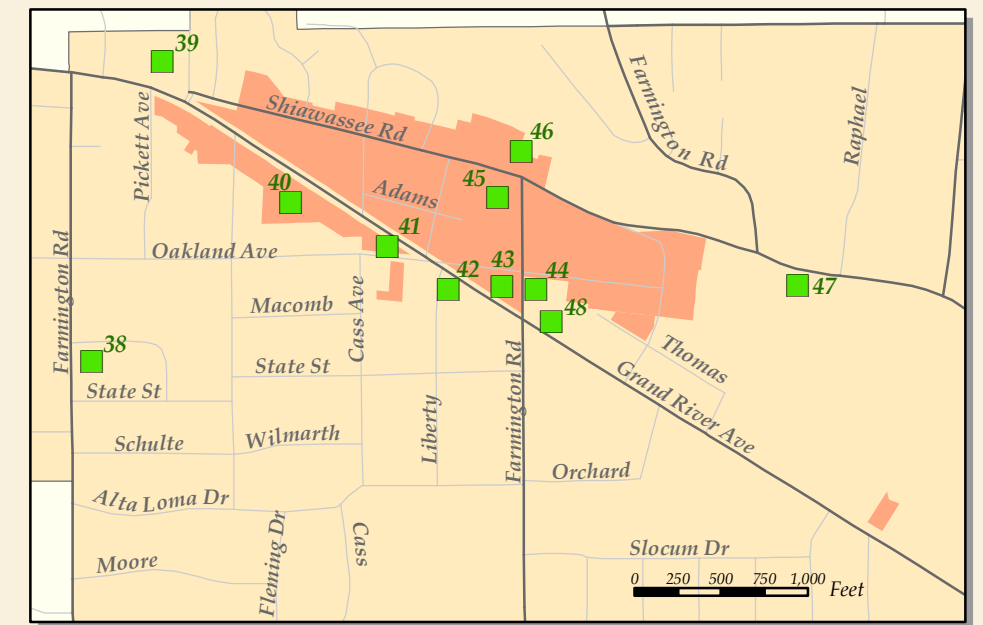 39
Shiawassee Rd
Farmington Rd
Raphael
Pickett Ave
46
40
Adams
45
41
Farmington Rd
Oakland Ave
42
43
44
47
Macomb
Cass Ave
48
38
State St
State St
Farmington Rd
Thomas
Grand River Ave
Liberty
Schulte
Wilmarth
Orchard
Alta Loma Dr
Fleming Dr
Cass
Moore
Slocum Dr
0 250 500 750 1,000
Feet